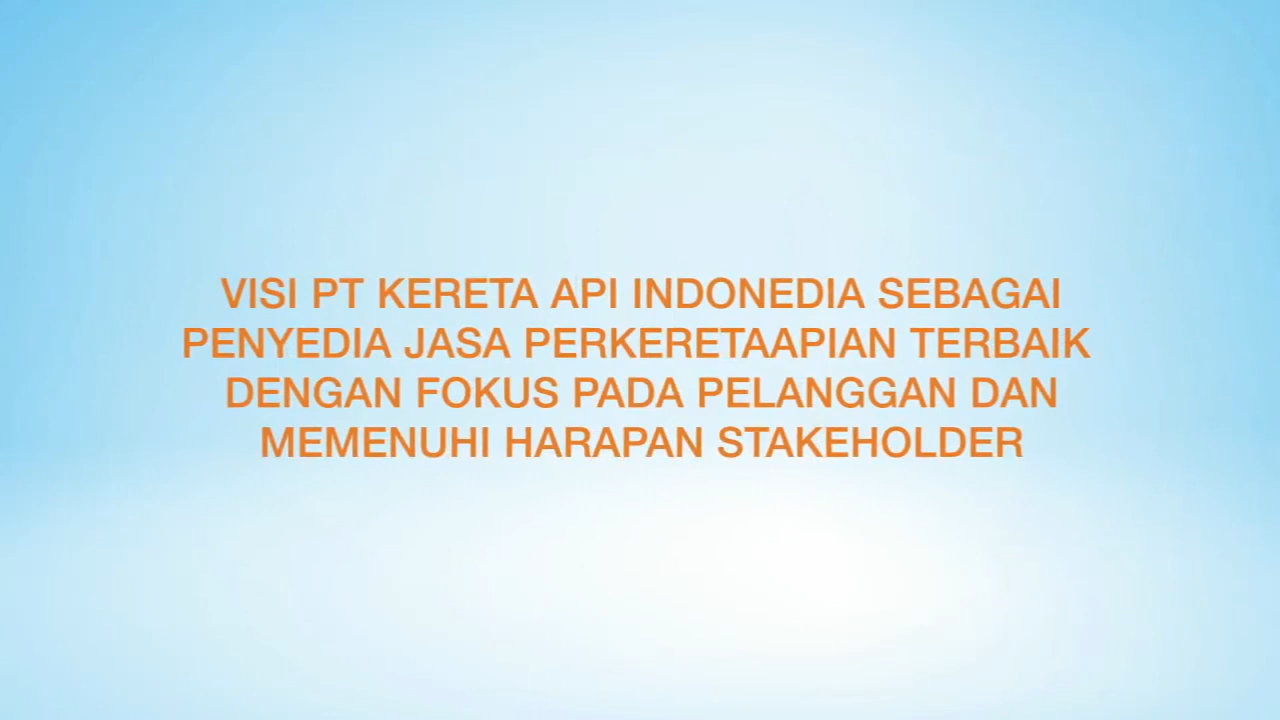 VISI PT KERETA API INDONEDIA SEBAGAI
PENYEDIA JASA PERKERETAAPIAN TERBAIK
DENGAN FOKUS PADA PELANGGAN DAN
MEMENUHI HARAPAN STAKEHOLDER